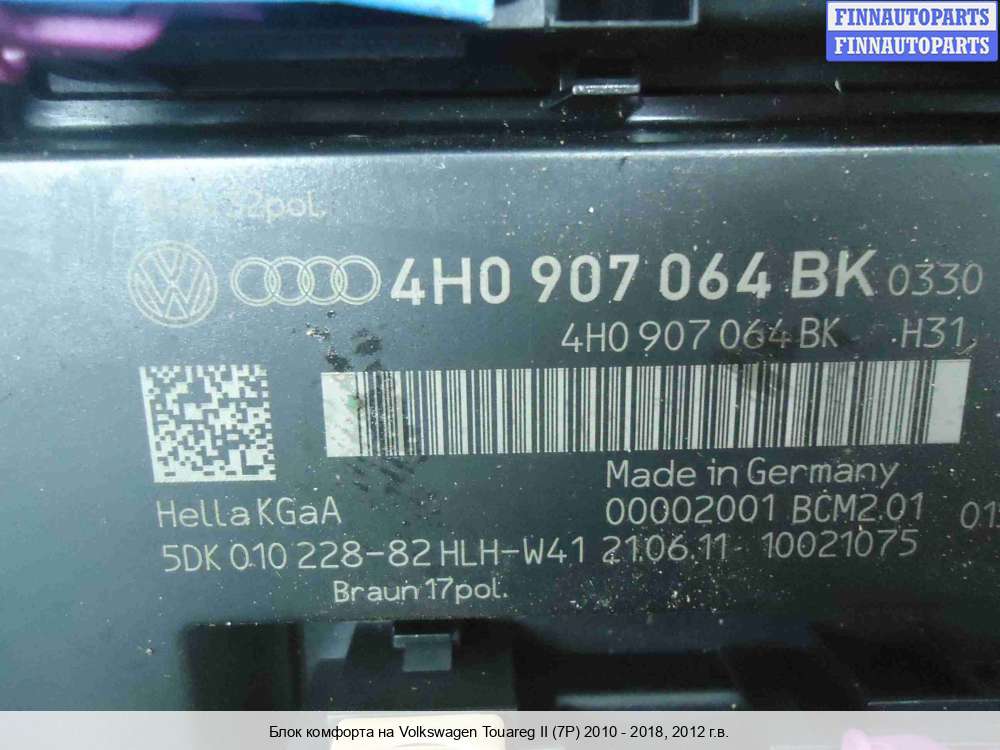 FINNAUTOPARTS
FINNAUTOPARTS
32pol.
4H0 907 064 BK 0330
4H0 907 064 BK H31
Made in Germany
Hella KGaA 00002001 BCM2.01 01
5DK 010 228-82 HLH-W41 21.06.11 10021075
Braun 17pol.
Блок комфорта на Volkswagen Touareg II (7P) 2010 - 2018, 2012 г.в.